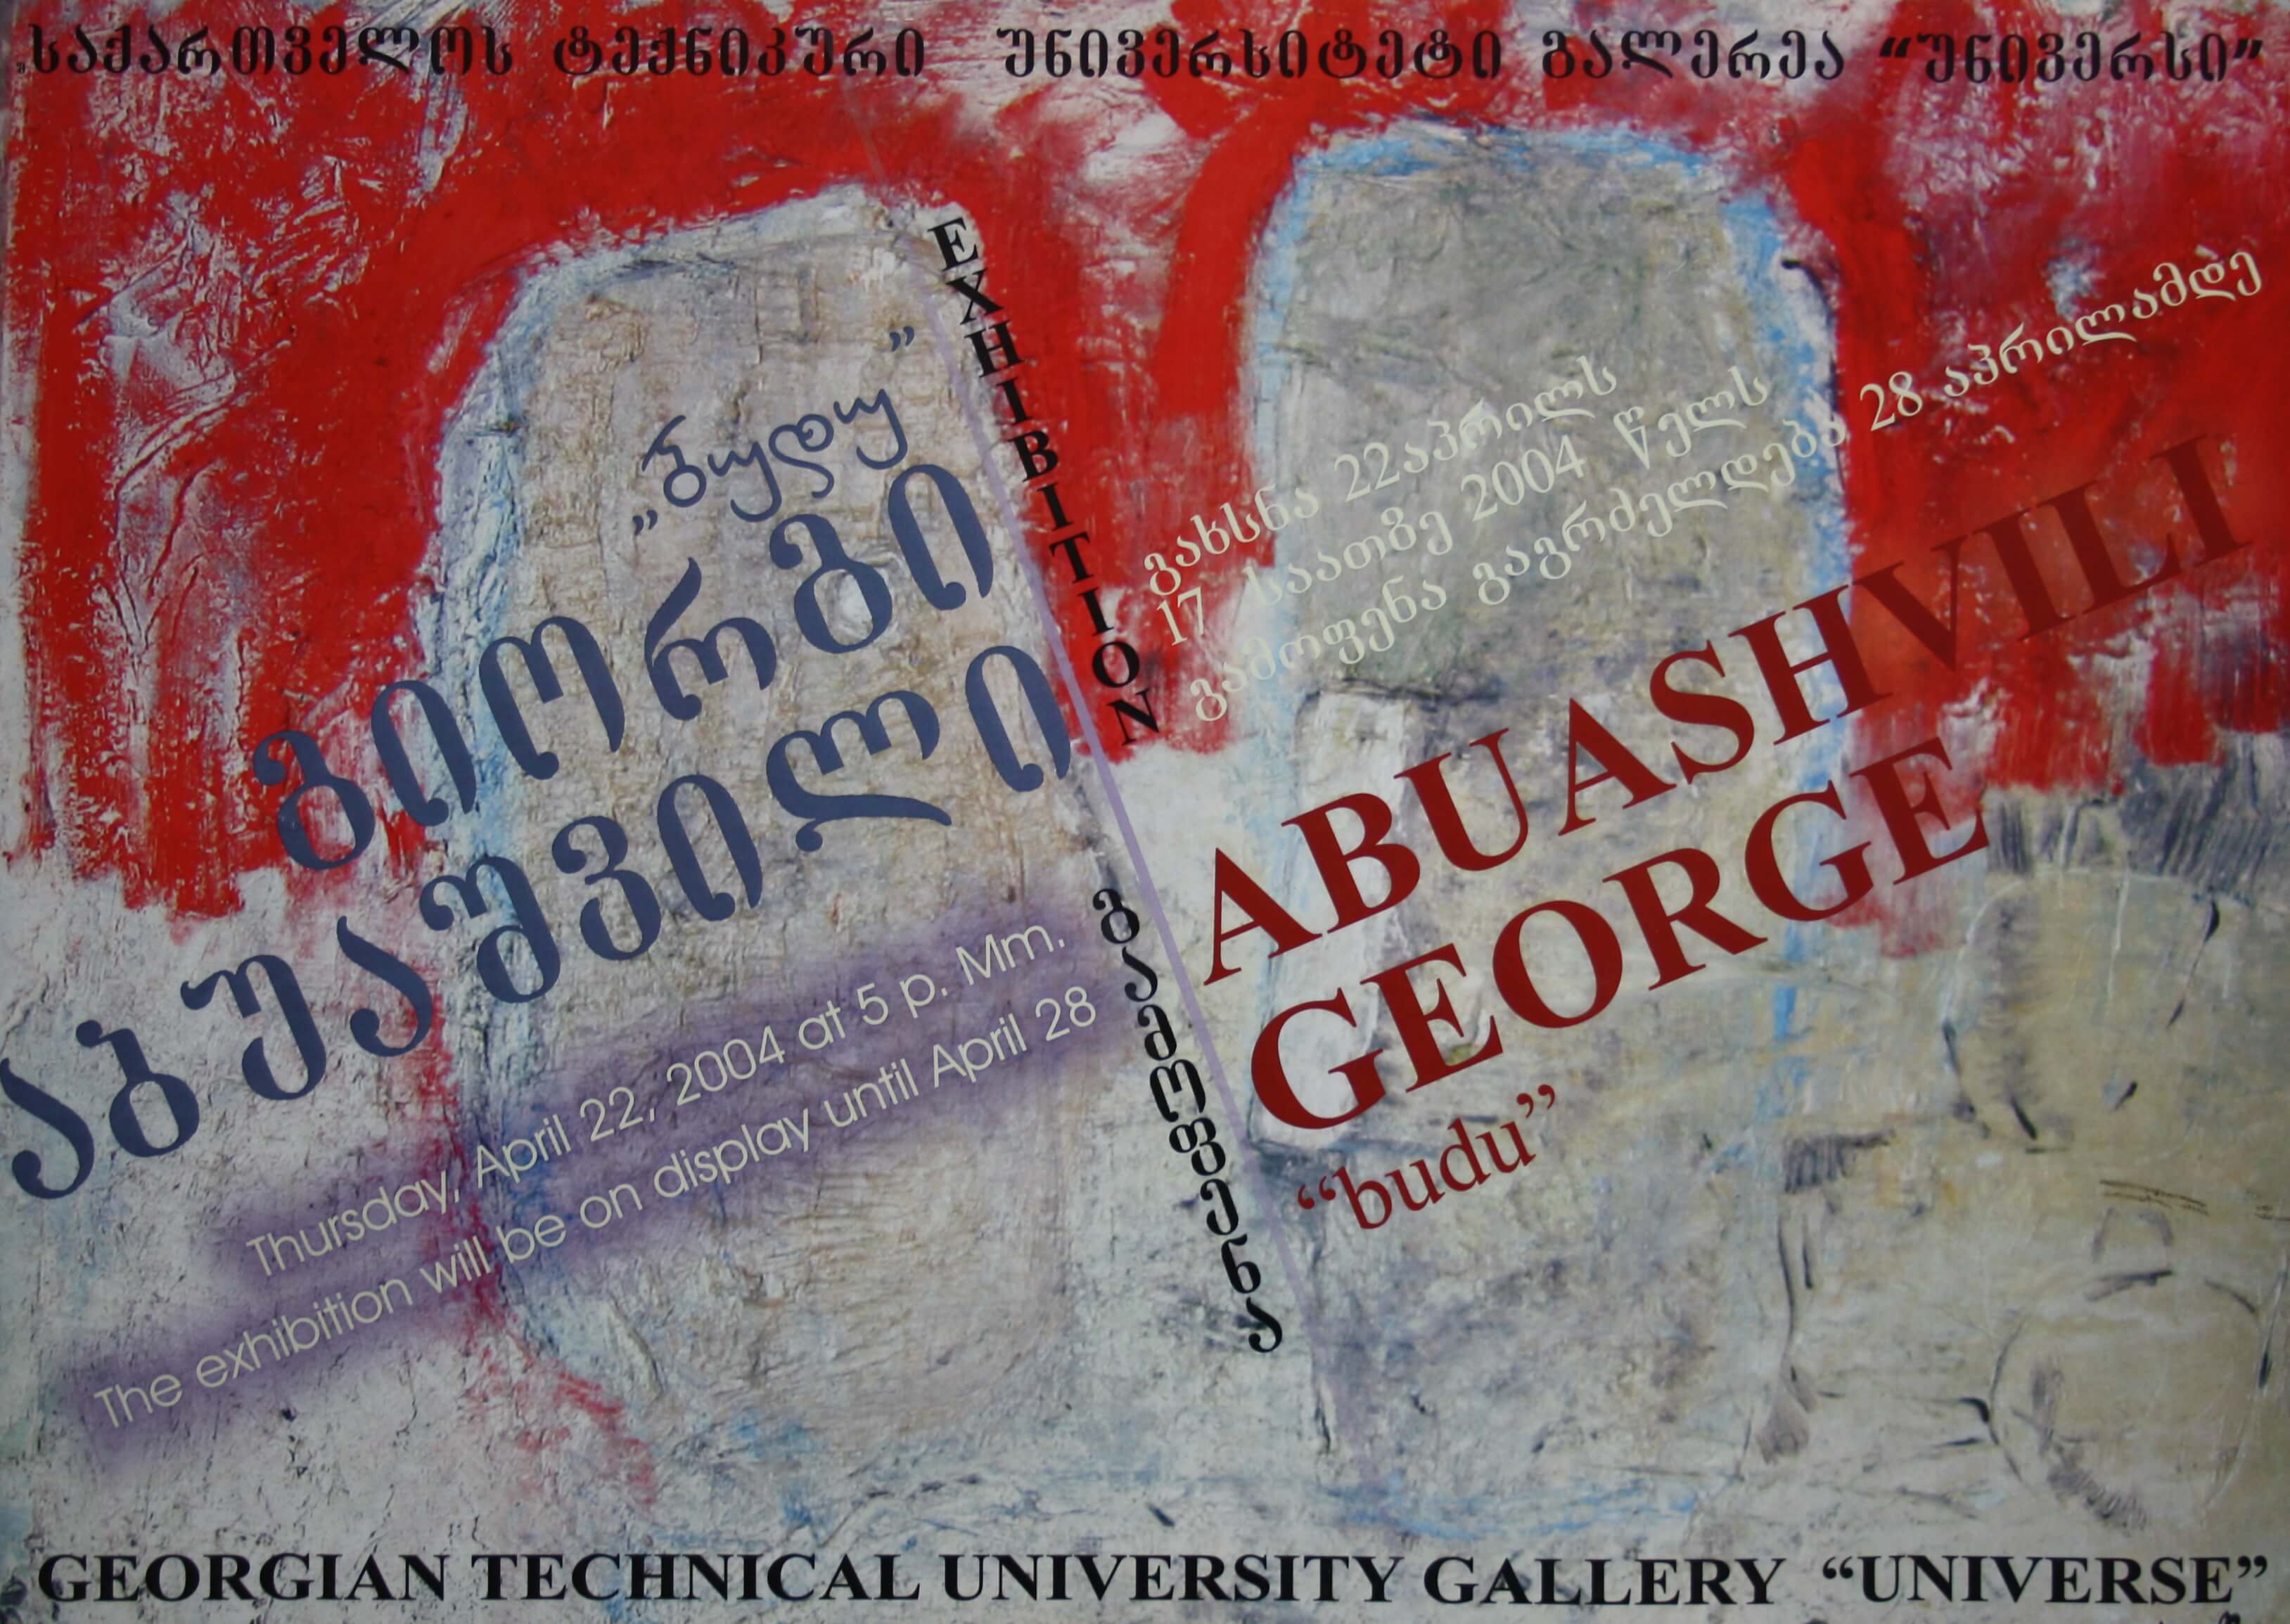 საქართველოს ტექნიკური უნივერსიტეტი გალერეა “უნივერსი”
EXHIBITION
„ბუდუ”
გიორგი
აბუაშვილი
გახსნა 22აპრილს
17 საათზე 2004 წელს
გამოფენა გაგრძელდება 28 აპრილამდე
ABUASHVILI
GEORGE
“budu”
Thursday, April 22, 2004 at 5 p. Mm.
The exhibition will be on display until April 28
გამოფენა
GEORGIAN TECHNICAL UNIVERSITY GALLERY “UNIVERSE”